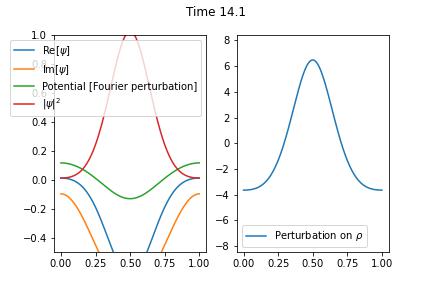 Time 14.1
1.0
0.8
0.6
0.4
0.2
0.0
−0.2
−0.4
Re[ψ]
Im[ψ]
Potential [Fourier perturbation]
|ψ|²
0.00 0.25 0.50 0.75 1.00
8
6
4
2
0
−2
−4
−6
−8
Perturbation on ρ
0.00 0.25 0.50 0.75 1.00